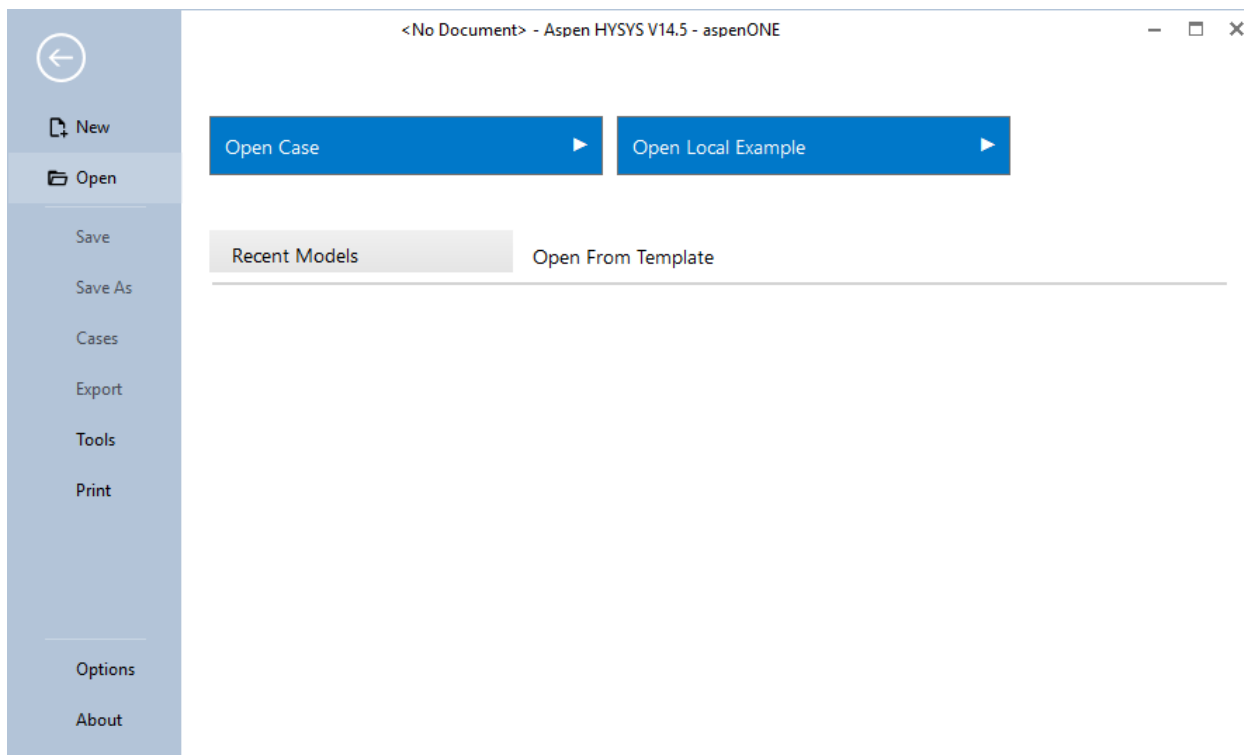 <No Document> - Aspen HYSYS V14.5 - aspenONE
New
Open
Save
Save As
Cases
Export
Tools
Print
Options
About
Open Case
Open Local Example
Recent Models
Open From Template